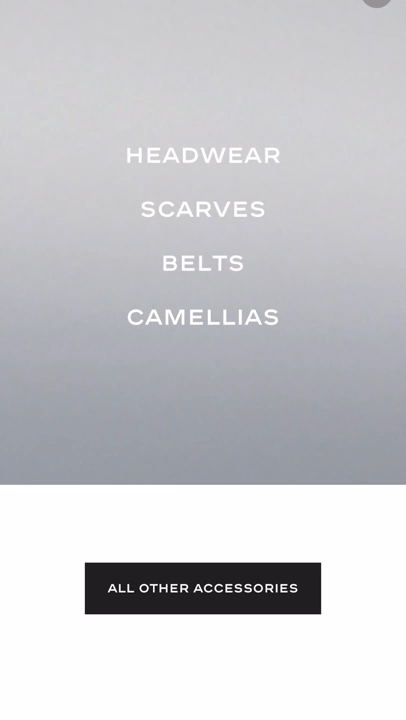 HEADWEAR
SCARVES
BELTS
CAMELLIAS
ALL OTHER ACCESSORIES